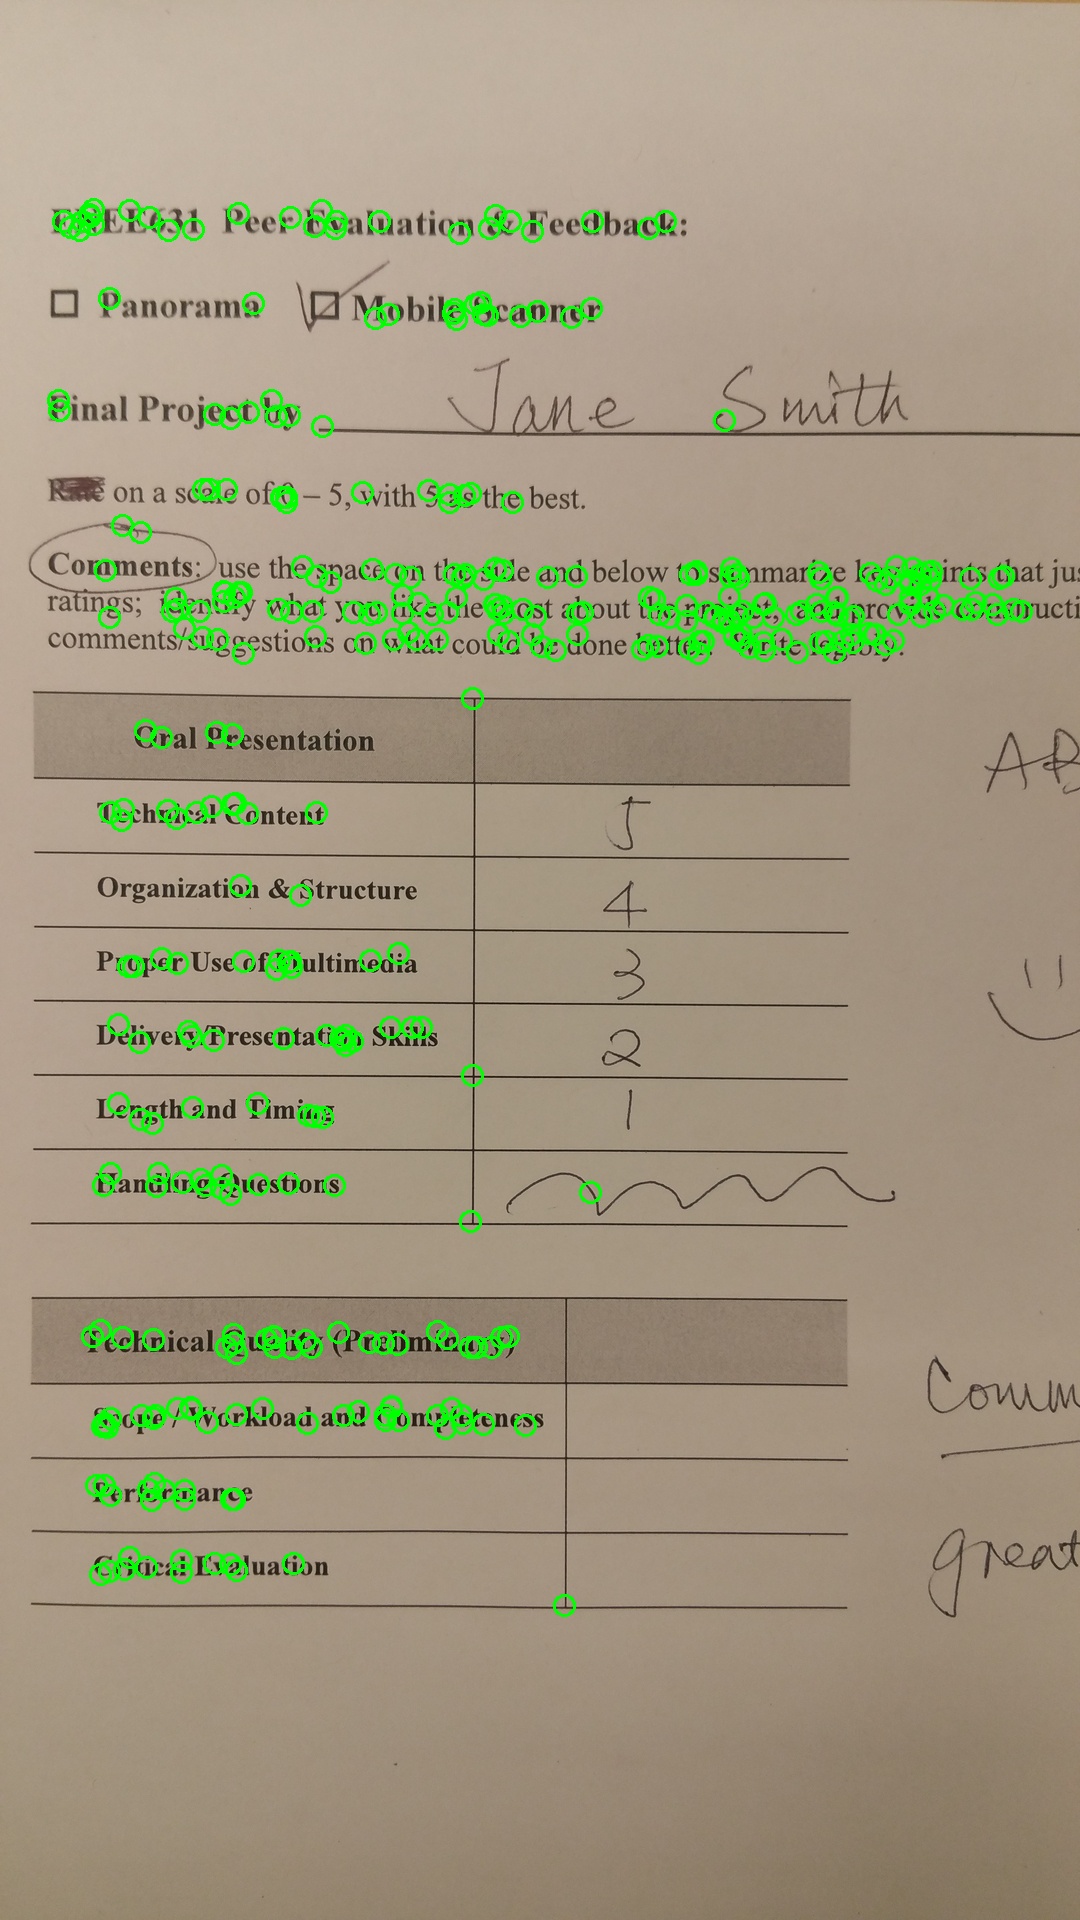 ENEE631 Peer Evaluation & Feedback:
Panorama Mobile Scanner
Final Project by Jane Smith
Rate on a scale of 0 – 5, with 5 as the best.
Comments: use the space on the side and below to summarize key points that jus
ratings; identify what you like the most about the project, and provide constructi
comments/suggestions on what could be done better. Write legibly.
Oral Presentation
Technical Content 5
Organization & Structure 4
Proper Use of Multimedia 3
Delivery/Presentation Skills 2
Length and Timing 1
Handling Questions
Technical Quality (Preliminary)
Comm
Scope / Workload and Completeness
Performance
great
Critical Evaluation